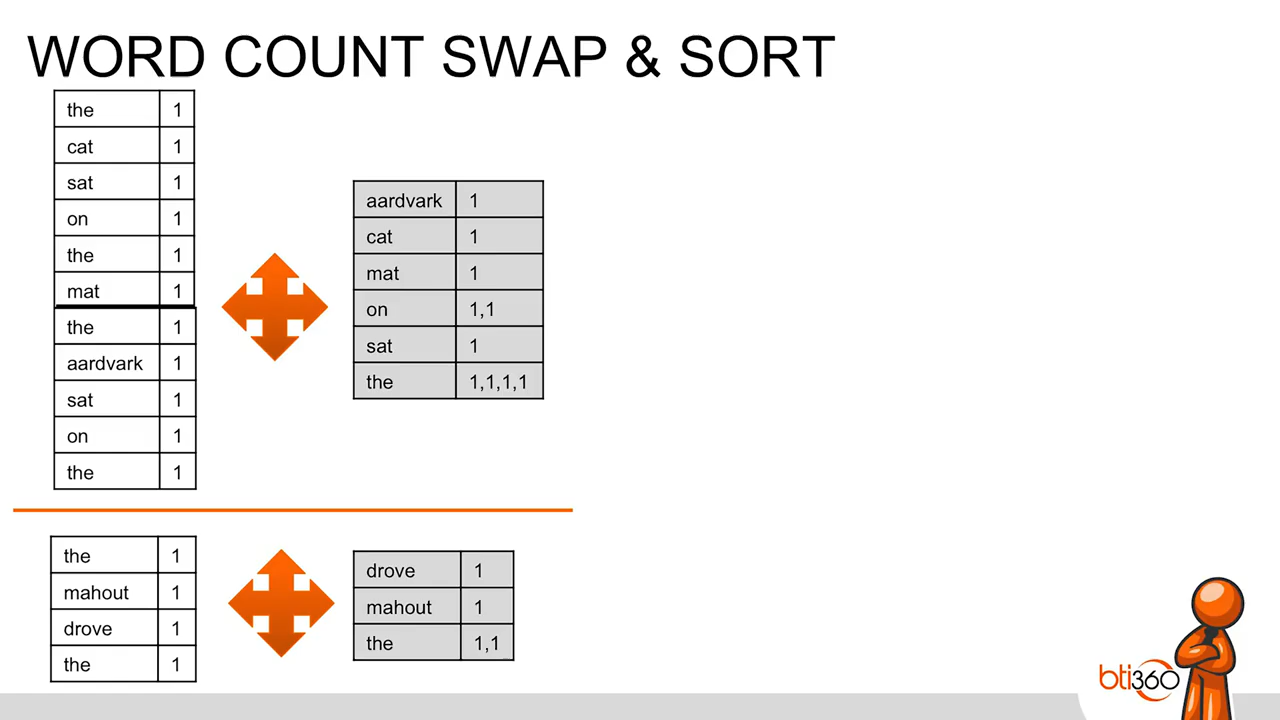 WORD COUNT SWAP & SORT
the 1
cat 1
sat 1
on 1
the 1
mat 1
the 1
aardvark 1
sat 1
on 1
the 1
aardvark 1
cat 1
mat 1
on 1,1
sat 1
the 1,1,1,1
the 1
mahout 1
drove 1
the 1
drove 1
mahout 1
the 1,1
bti360